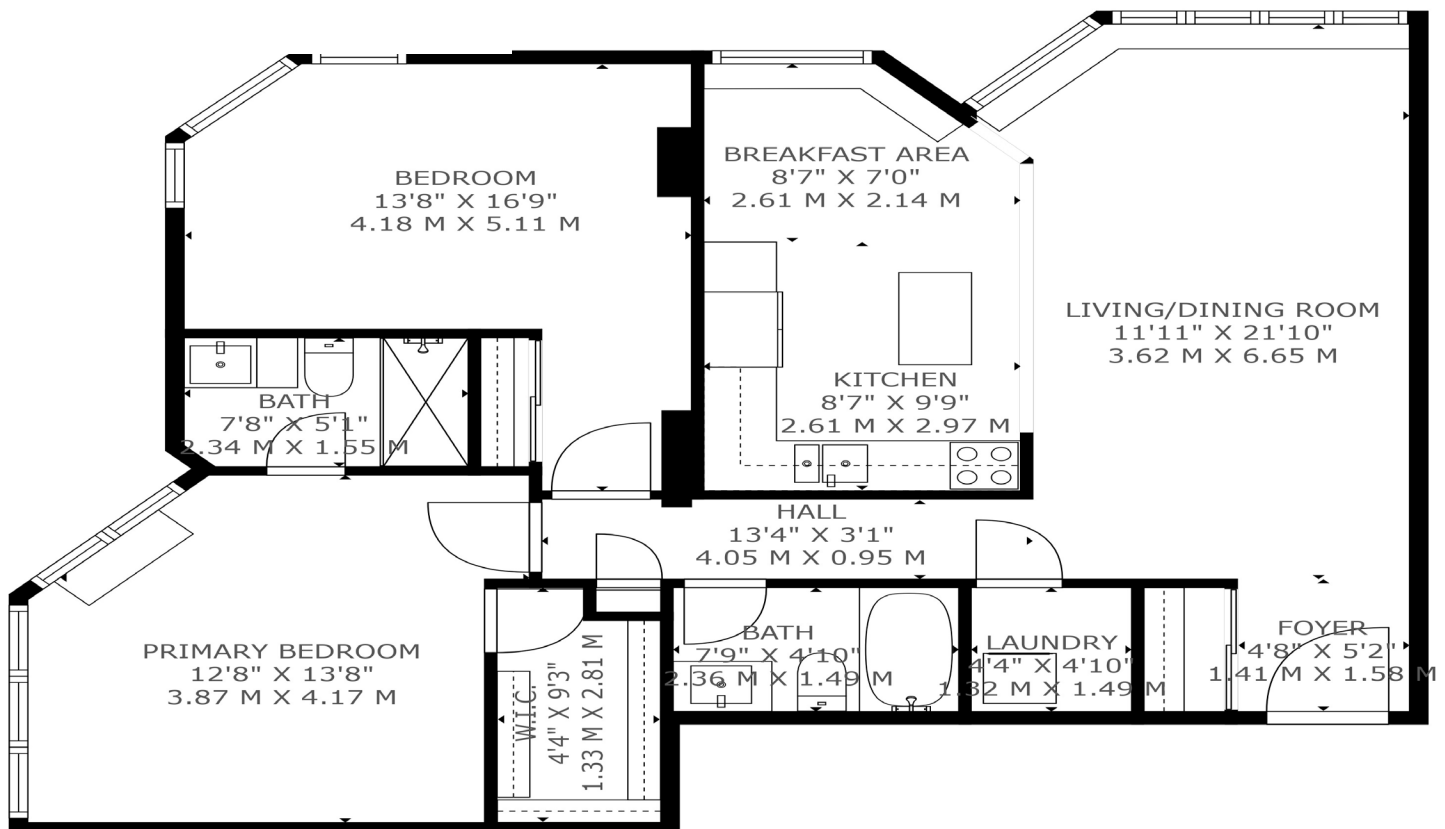 BEDROOM
13'8" X 16'9"
4.18 M X 5.11 M
BREAKFAST AREA
8'7" X 7'0"
2.61 M X 2.14 M
LIVING/DINING ROOM
11'11" X 21'10"
3.62 M X 6.65 M
KITCHEN
8'7" X 9'9"
2.61 M X 2.97 M
BATH
7'8" X 5'1"
2.34 M X 1.55 M
HALL
13'4" X 3'1"
4.05 M X 0.95 M
PRIMARY BEDROOM
12'8" X 13'8"
3.87 M X 4.17 M
W.I.C.
4'4" X 9'3"
1.33 M X 2.81 M
BATH
7'9" X 4'10"
2.36 M X 1.49 M
LAUNDRY
4'4" X 4'10"
1.32 M X 1.49 M
FOYER
4'8" X 5'2"
1.41 M X 1.58 M